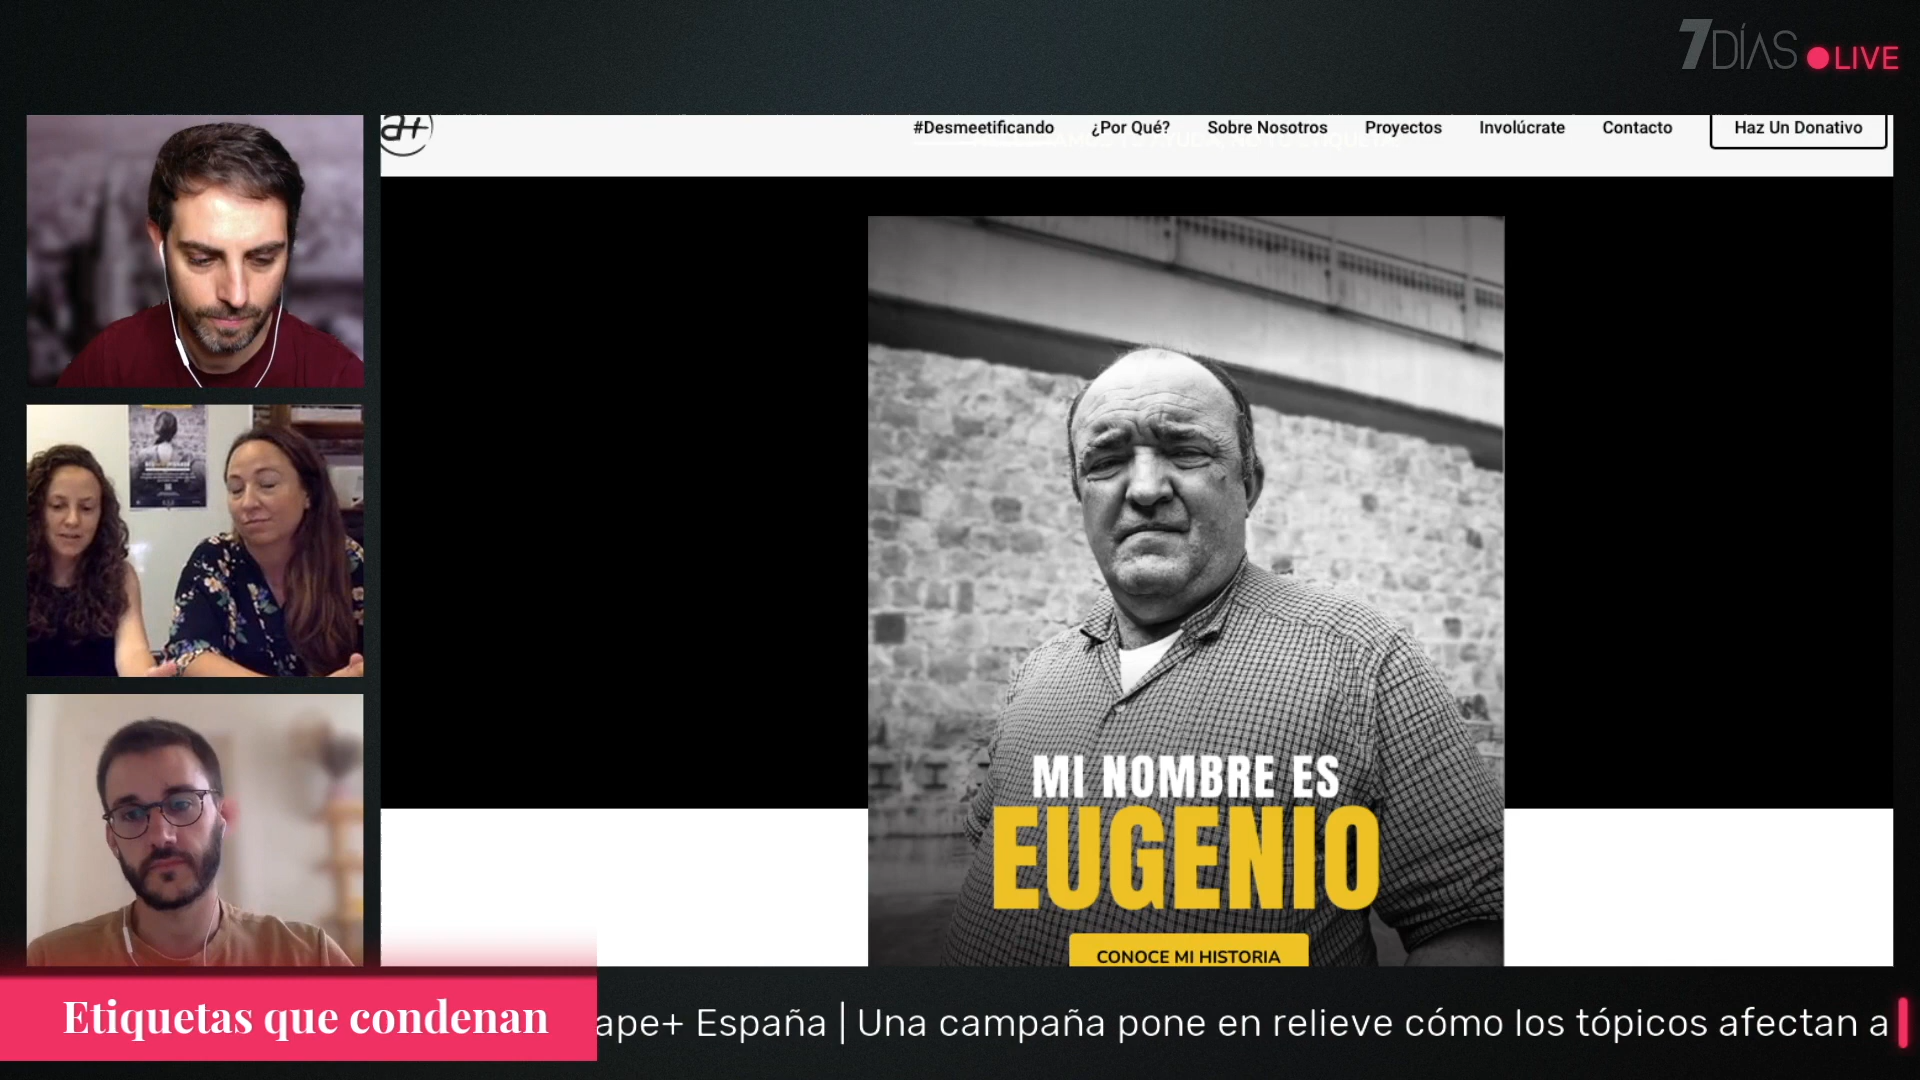 7DÍAS LIVE
a+
#Desmeetificando ¿Por Qué? Sobre Nosotros Proyectos Involúcrate Contacto Haz Un Donativo
MI NOMBRE ES
EUGENIO
CONOCE MI HISTORIA
Etiquetas que condenan
ape+ España | Una campaña pone en relieve cómo los tópicos afectan a